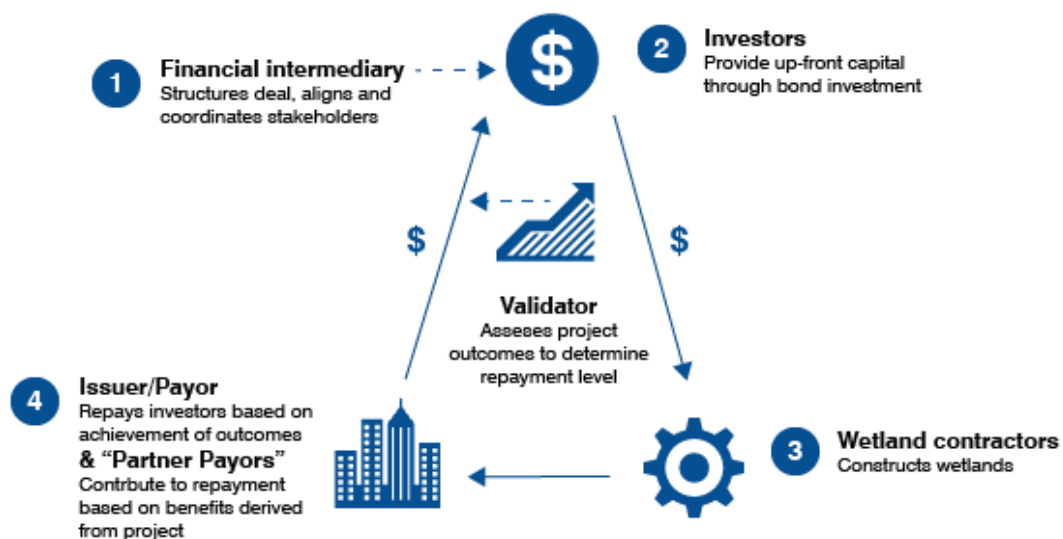 1
Financial intermediary
Structures deal, aligns and
coordinates stakeholders
$
2
Investors
Provide up-front capital
through bond investment
$
$
Validator
Asseses project
outcomes to determine
repayment level
4
Issuer/Payor
Repays investors based on
achievement of outcomes
& “Partner Payors”
Contrbute to repayment
based on benefits derived
from project
3
Wetland contractors
Constructs wetlands